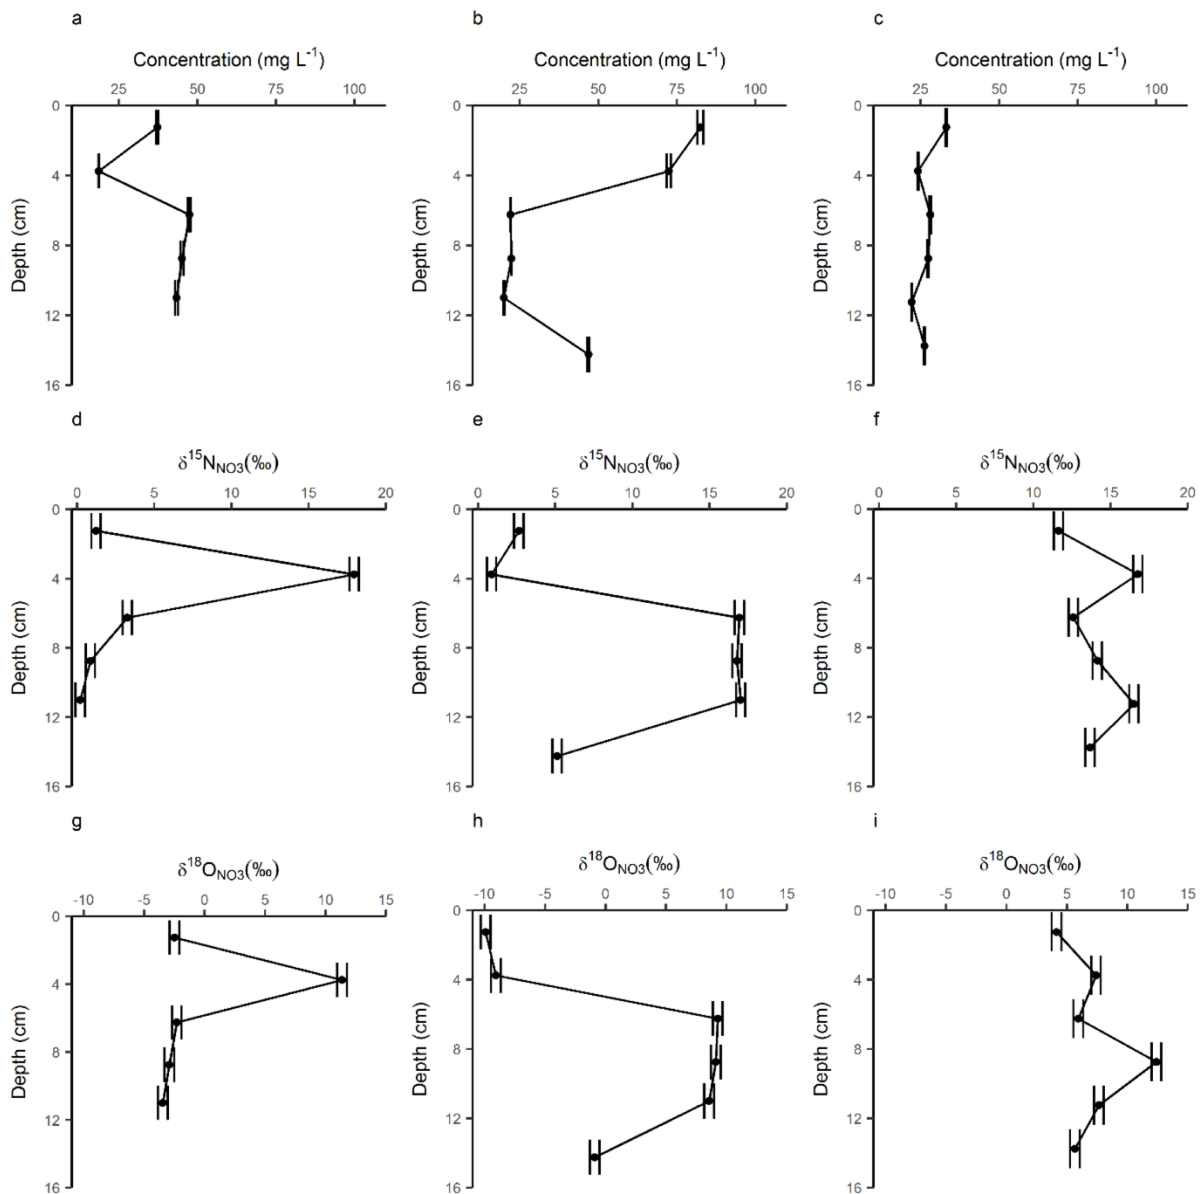 a b c
Concentration (mg L⁻¹) Concentration (mg L⁻¹) Concentration (mg L⁻¹)
25 50 75 100 25 50 75 100 25 50 75 100
0 0 0
4 4 4
Depth (cm) Depth (cm) Depth (cm)
8 8 8
12 12 12
16 16 16
d e f
δ¹⁵N_NO3(‰) δ¹⁵N_NO3(‰) δ¹⁵N_NO3(‰)
0 5 10 15 20 0 5 10 15 20 0 5 10 15 20
0 0 0
4 4 4
Depth (cm) Depth (cm) Depth (cm)
8 8 8
12 12 12
16 16 16
g h i
δ¹⁸O_NO3(‰) δ¹⁸O_NO3(‰) δ¹⁸O_NO3(‰)
-10 -5 0 5 10 15 -10 -5 0 5 10 15 -10 -5 0 5 10 15
0 0 0
4 4 4
Depth (cm) Depth (cm) Depth (cm)
8 8 8
12 12 12
16 16 16